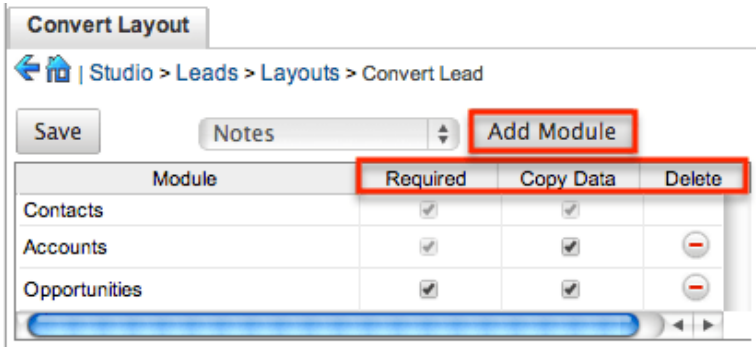 Convert Layout
| Studio > Leads > Layouts > Convert Lead
Save Notes Add Module
Module Required Copy Data Delete
Contacts
Accounts
Opportunities